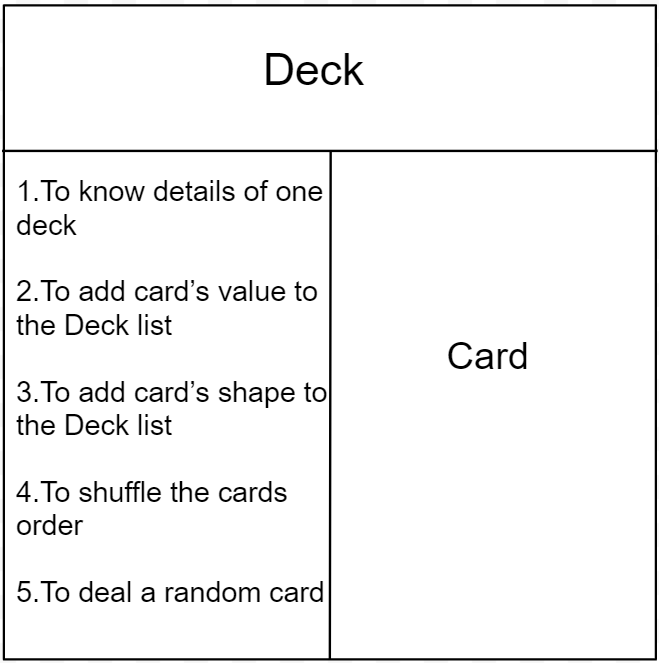 Deck
1.To know details of one
deck
2.To add card’s value to
the Deck list
3.To add card’s shape to
the Deck list
4.To shuffle the cards
order
5.To deal a random card
Card